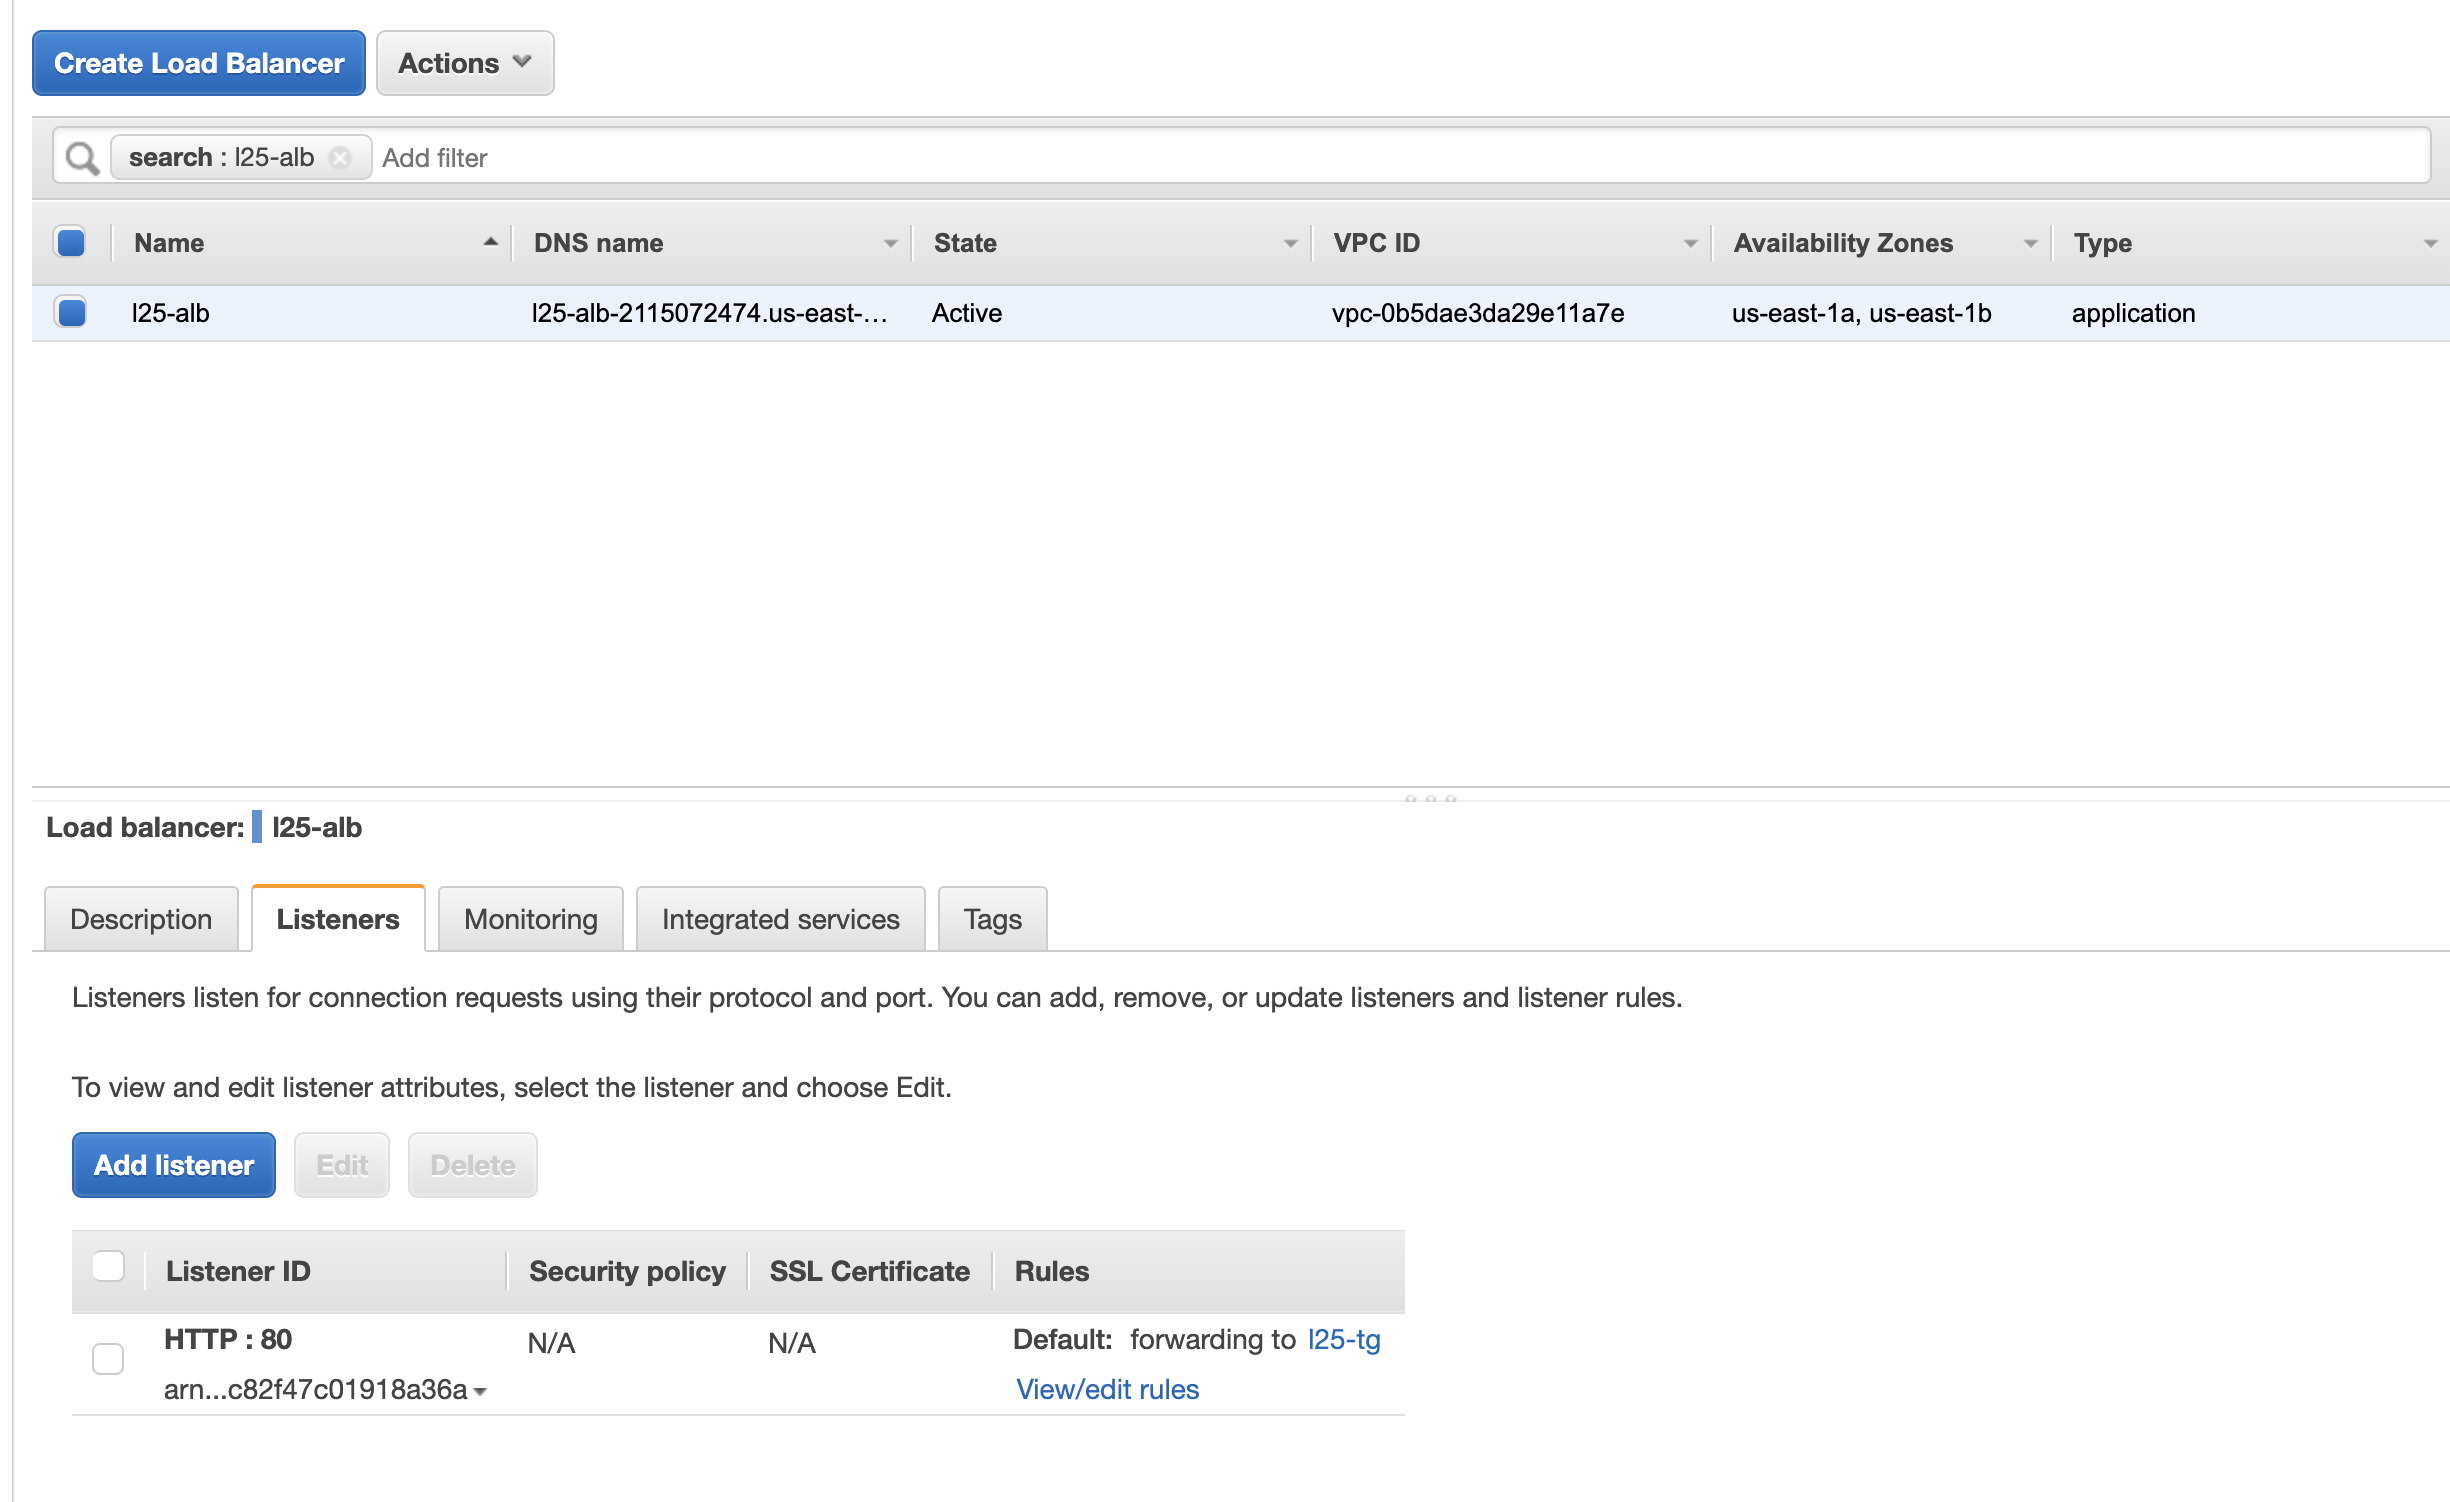 Create Load Balancer Actions
search : l25-alb Add filter
Name DNS name State VPC ID Availability Zones Type
l25-alb l25-alb-2115072474.us-east-... Active vpc-0b5dae3da29e11a7e us-east-1a, us-east-1b application
Load balancer: l25-alb
Description Listeners Monitoring Integrated services Tags
Listeners listen for connection requests using their protocol and port. You can add, remove, or update listeners and listener rules.
To view and edit listener attributes, select the listener and choose Edit.
Add listener Edit Delete
Listener ID Security policy SSL Certificate Rules
HTTP : 80 N/A N/A Default: forwarding to l25-tg
arn...c82f47c01918a36a View/edit rules